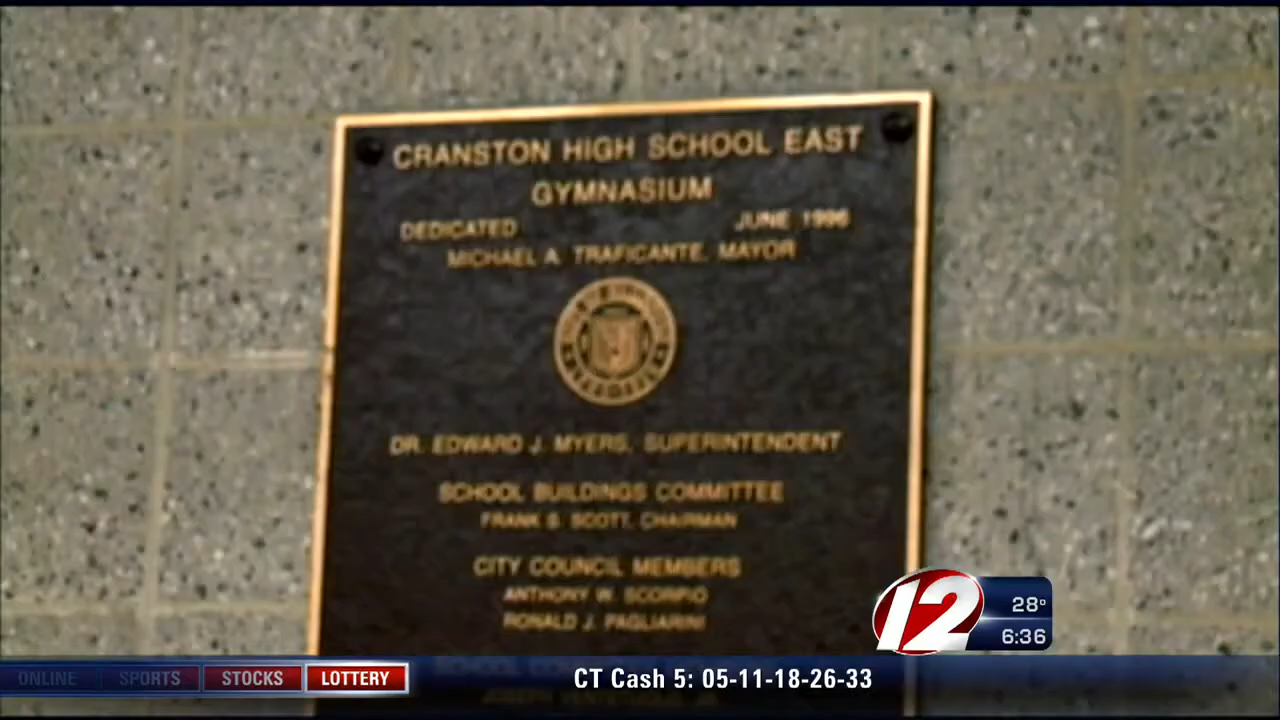 CRANSTON HIGH SCHOOL EAST
GYMNASIUM
DEDICATED JUNE 1996
MICHAEL A. TRAFICANTE, MAYOR
DR. EDWARD J. MYERS, SUPERINTENDENT
SCHOOL BUILDINGS COMMITTEE
FRANK S. SCOTT, CHAIRMAN
CITY COUNCIL MEMBERS
ANTHONY W. SCORPIO
RONALD J. PAGLIARINI
12
28°
6:36
ONLINE SPORTS STOCKS LOTTERY CT Cash 5: 05-11-18-26-33